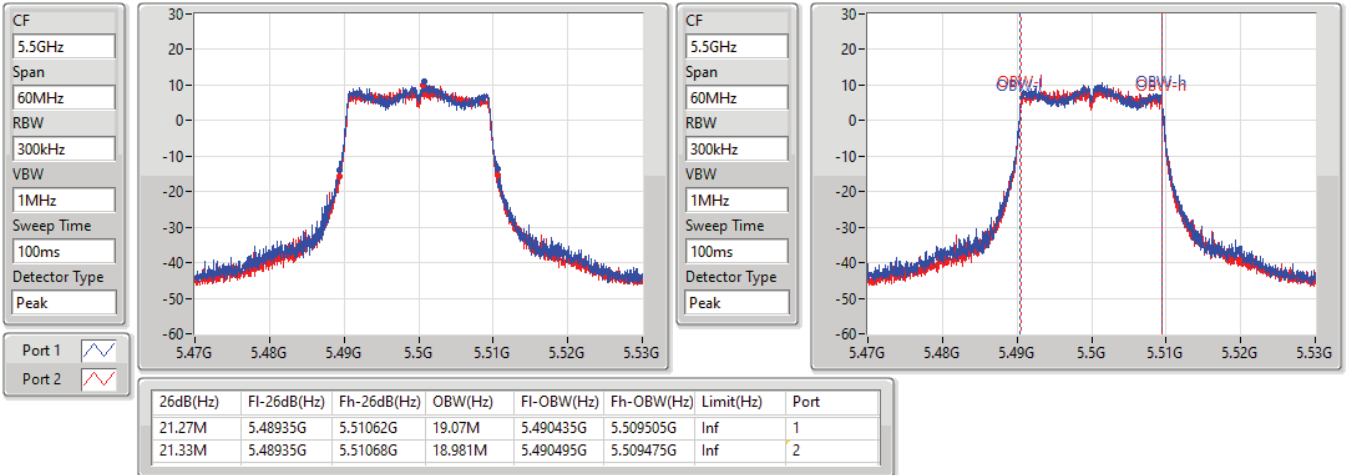 CF
5.5GHz
Span
60MHz
RBW
300kHz
VBW
1MHz
Sweep Time
100ms
Detector Type
Peak
30
20
10
0
-10
-20
-30
-40
-50
-60
5.47G 5.48G 5.49G 5.5G 5.51G 5.52G 5.53G
CF
5.5GHz
Span
60MHz
RBW
300kHz
VBW
1MHz
Sweep Time
100ms
Detector Type
Peak
30
20
10
0
-10
-20
-30
-40
-50
-60
OBW-l OBW-h
5.47G 5.48G 5.49G 5.5G 5.51G 5.52G 5.53G
Port 1
Port 2
26dB(Hz) Fl-26dB(Hz) Fh-26dB(Hz) OBW(Hz) Fl-OBW(Hz) Fh-OBW(Hz) Limit(Hz) Port
21.27M 5.48935G 5.51062G 19.07M 5.490435G 5.509505G Inf 1
21.33M 5.48935G 5.51068G 18.981M 5.490495G 5.509475G Inf 2